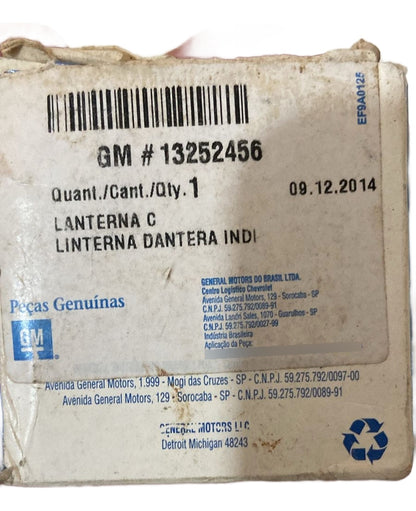 EF9A0125
GM # 13252456
Quant./Cant./Qty. 1 09.12.2014
LANTERNA C
LINTERNA DANTERA INDI
GENERAL MOTORS DO BRASIL LTDA.
Centro Logístico Chevrolet
Avenida General Motors, 129 - Sorocaba - SP
C.N.P.J. 59.275.792/0089-91
Avenida Landri Sales, 1070 - Guarulhos - SP
C.N.P.J. 59.275.792/0027-99
Indústria Brasileira
Aplicação da Peça:
Peças Genuínas
GM
Avenida General Motors, 1.999 - Mogi das Cruzes - SP - C.N.P.J. 59.275.792/0097-00
Avenida General Motors, 129 - Sorocaba - SP - C.N.P.J. 59.275.792/0089-91
GENERAL MOTORS LLC
Detroit Michigan 48243